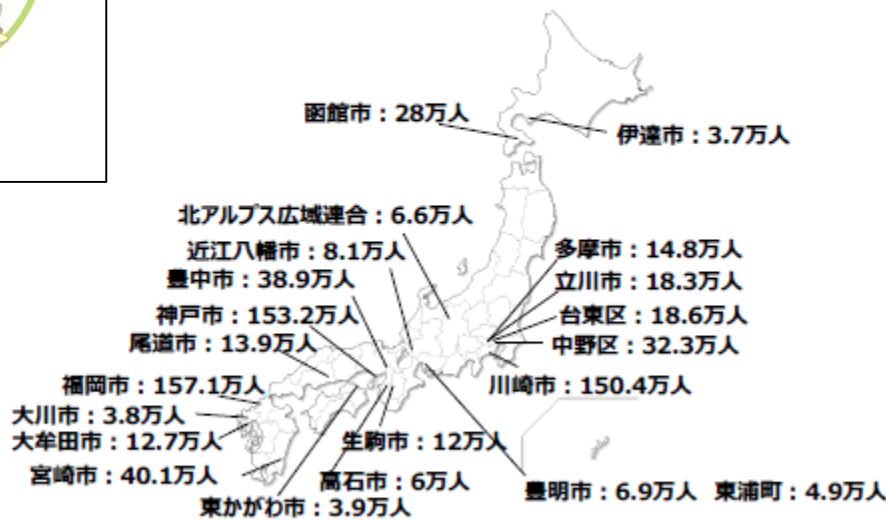 函館市：28万人
伊達市：3.7万人
北アルプス広域連合：6.6万人
近江八幡市：8.1万人
豊中市：38.9万人
神戸市：153.2万人
尾道市：13.9万人
福岡市：157.1万人
大川市：3.8万人
大牟田市：12.7万人
宮崎市：40.1万人
東かがわ市：3.9万人
高石市：6万人
生駒市：12万人
多摩市：14.8万人
立川市：18.3万人
台東区：18.6万人
中野区：32.3万人
川崎市：150.4万人
豊明市：6.9万人 東浦町：4.9万人